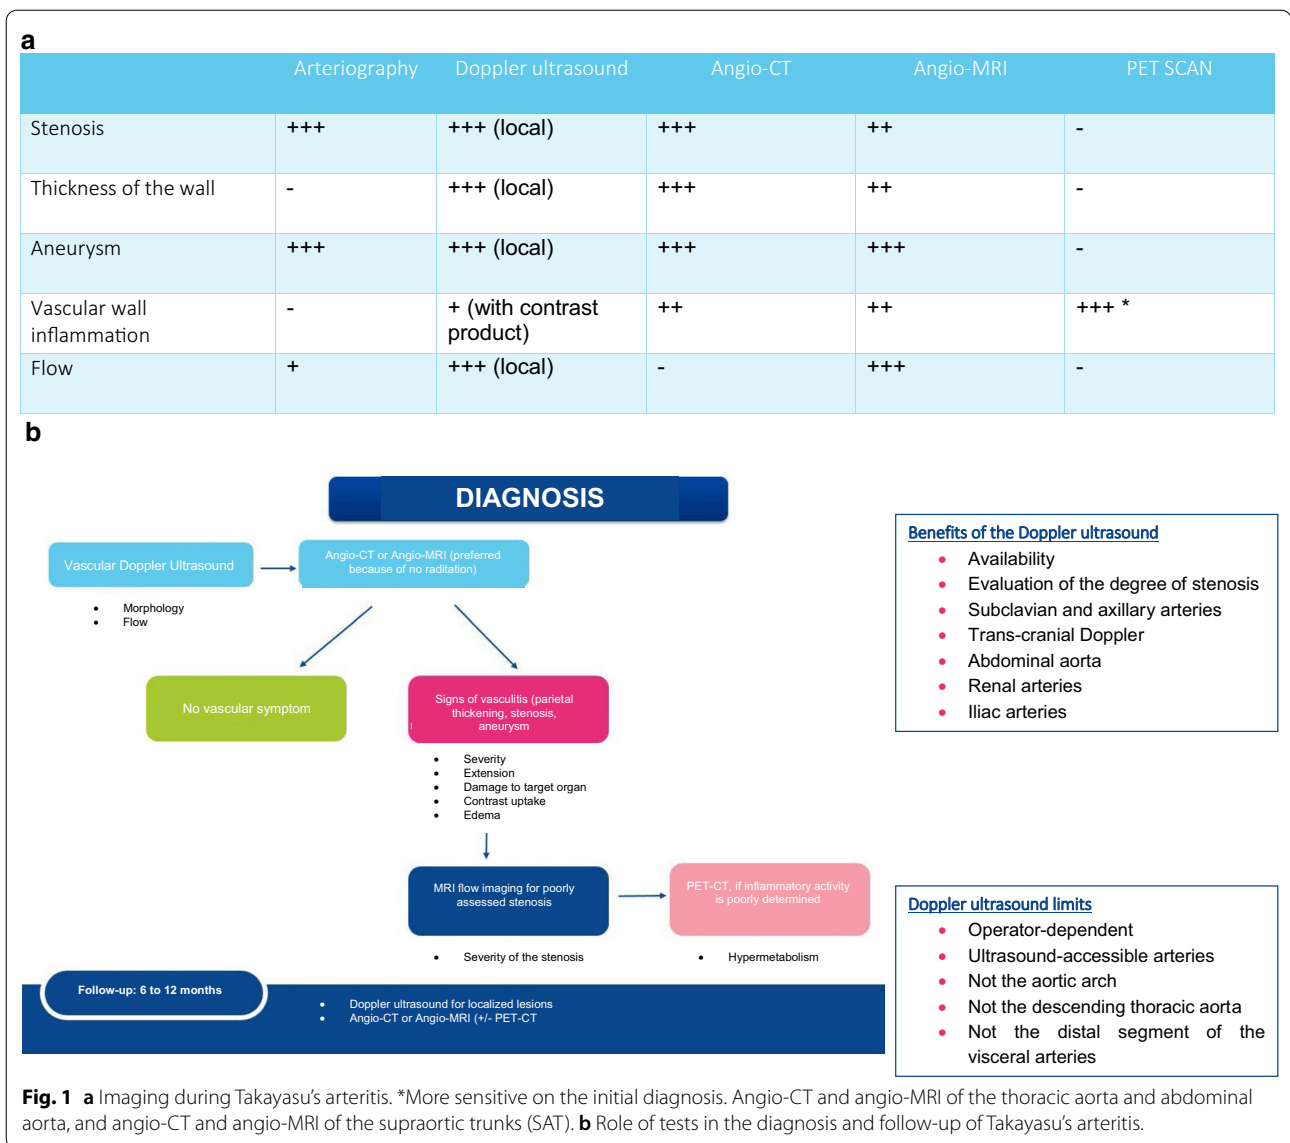 a
Arteriography Doppler ultrasound Angio-CT Angio-MRI PET SCAN
Stenosis +++ +++ (local) +++ ++ -
Thickness of the wall - +++ (local) +++ ++ -
Aneurysm +++ +++ (local) +++ +++ -
Vascular wall
inflammation - + (with contrast
product) ++ ++ +++ *
Flow + +++ (local) - +++ -
b
DIAGNOSIS
Vascular Doppler Ultrasound
• Morphology
• Flow
Angio-CT or Angio-MRI (preferred
because of no raditation)
No vascular symptom
Signs of vasculitis (parietal
thickening, stenosis,
aneurysm
• Severity
• Extension
• Damage to target organ
• Contrast uptake
• Edema
MRI flow imaging for poorly
assessed stenosis
• Severity of the stenosis
PET-CT, if inflammatory activity
is poorly determined
• Hypermetabolism
Follow-up: 6 to 12 months
• Doppler ultrasound for localized lesions
• Angio-CT or Angio-MRI (+/- PET-CT
Benefits of the Doppler ultrasound
• Availability
• Evaluation of the degree of stenosis
• Subclavian and axillary arteries
• Trans-cranial Doppler
• Abdominal aorta
• Renal arteries
• Iliac arteries
Doppler ultrasound limits
• Operator-dependent
• Ultrasound-accessible arteries
• Not the aortic arch
• Not the descending thoracic aorta
• Not the distal segment of the
visceral arteries
Fig. 1 a Imaging during Takayasu's arteritis. *More sensitive on the initial diagnosis. Angio-CT and angio-MRI of the thoracic aorta and abdominal
aorta, and angio-CT and angio-MRI of the supraortic trunks (SAT). b Role of tests in the diagnosis and follow-up of Takayasu's arteritis.